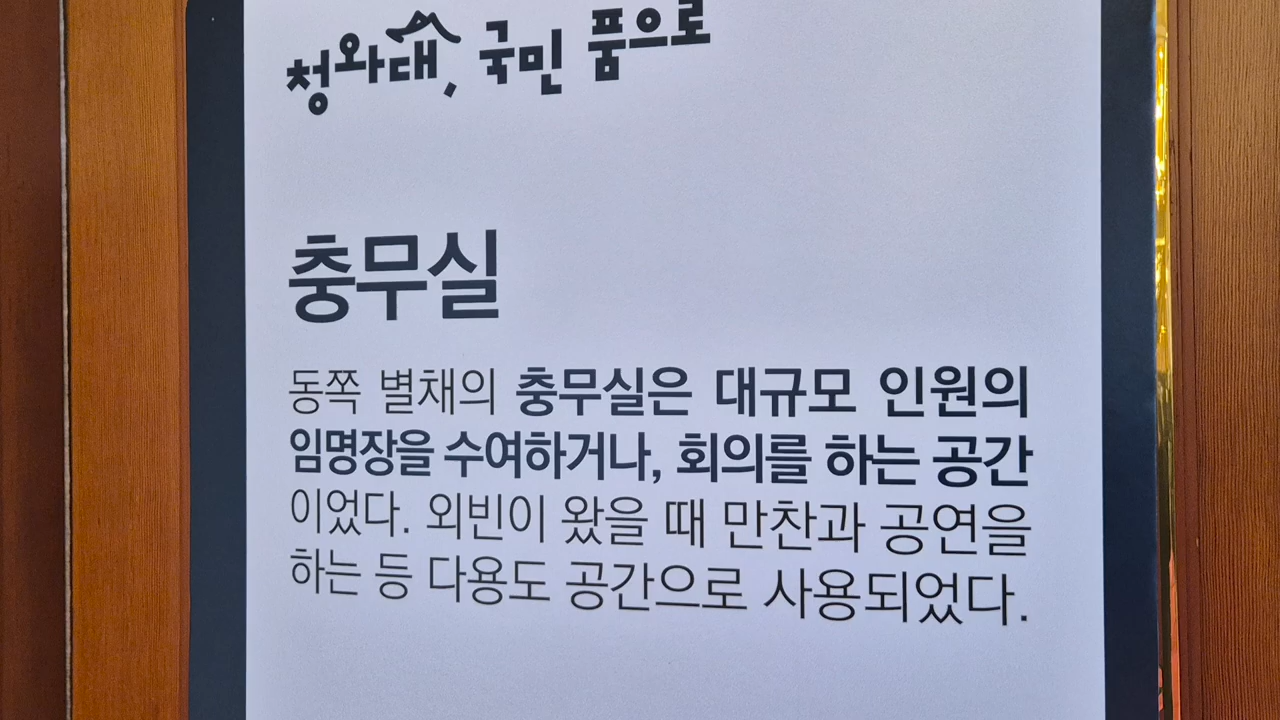 청와대, 국민 품으로
충무실
동쪽 별채의 충무실은 대규모 인원의
임명장을 수여하거나, 회의를 하는 공간
이었다. 외빈이 왔을 때 만찬과 공연을
하는 등 다용도 공간으로 사용되었다.